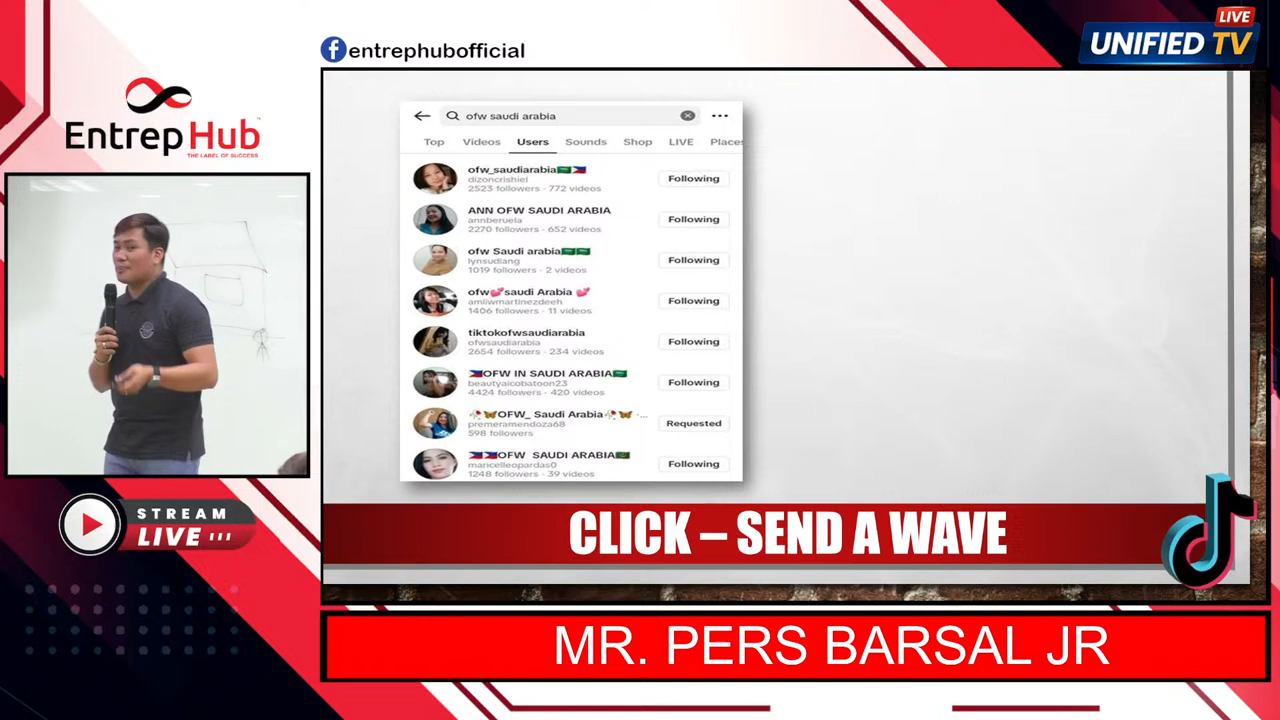 LIVE
UNIFIED TV
entrephubofficial
EntrepHub
THE LABEL OF SUCCESS
ofw saudi arabia
Top Videos Users Sounds Shop LIVE Places
ofw_saudiarabia🇸🇦🇵🇭
dizoncrishiel
2523 followers · 772 videos
Following
ANN OFW SAUDI ARABIA
annberuela
2270 followers · 652 videos
Following
ofw Saudi arabia🇸🇦🇸🇦
lynsudiang
1019 followers · 2 videos
Following
ofw💕saudi Arabia 💕
amliwmartinezdeeh
1406 followers · 11 videos
Following
tiktokofwsaudiarabia
ofwsaudiarabia
2654 followers · 234 videos
Following
🇵🇭OFW IN SAUDI ARABIA🇸🇦
beautyaicobatoon23
4424 followers · 420 videos
Following
🥀🦋OFW_ Saudi Arabia🥀🦋 ·...
premeramendoza68
598 followers
Requested
🇵🇭🇵🇭OFW SAUDI ARABIA🇸🇦
maricelleopardas0
1248 followers · 39 videos
Following
STREAM
LIVE
CLICK – SEND A WAVE
MR. PERS BARSAL JR